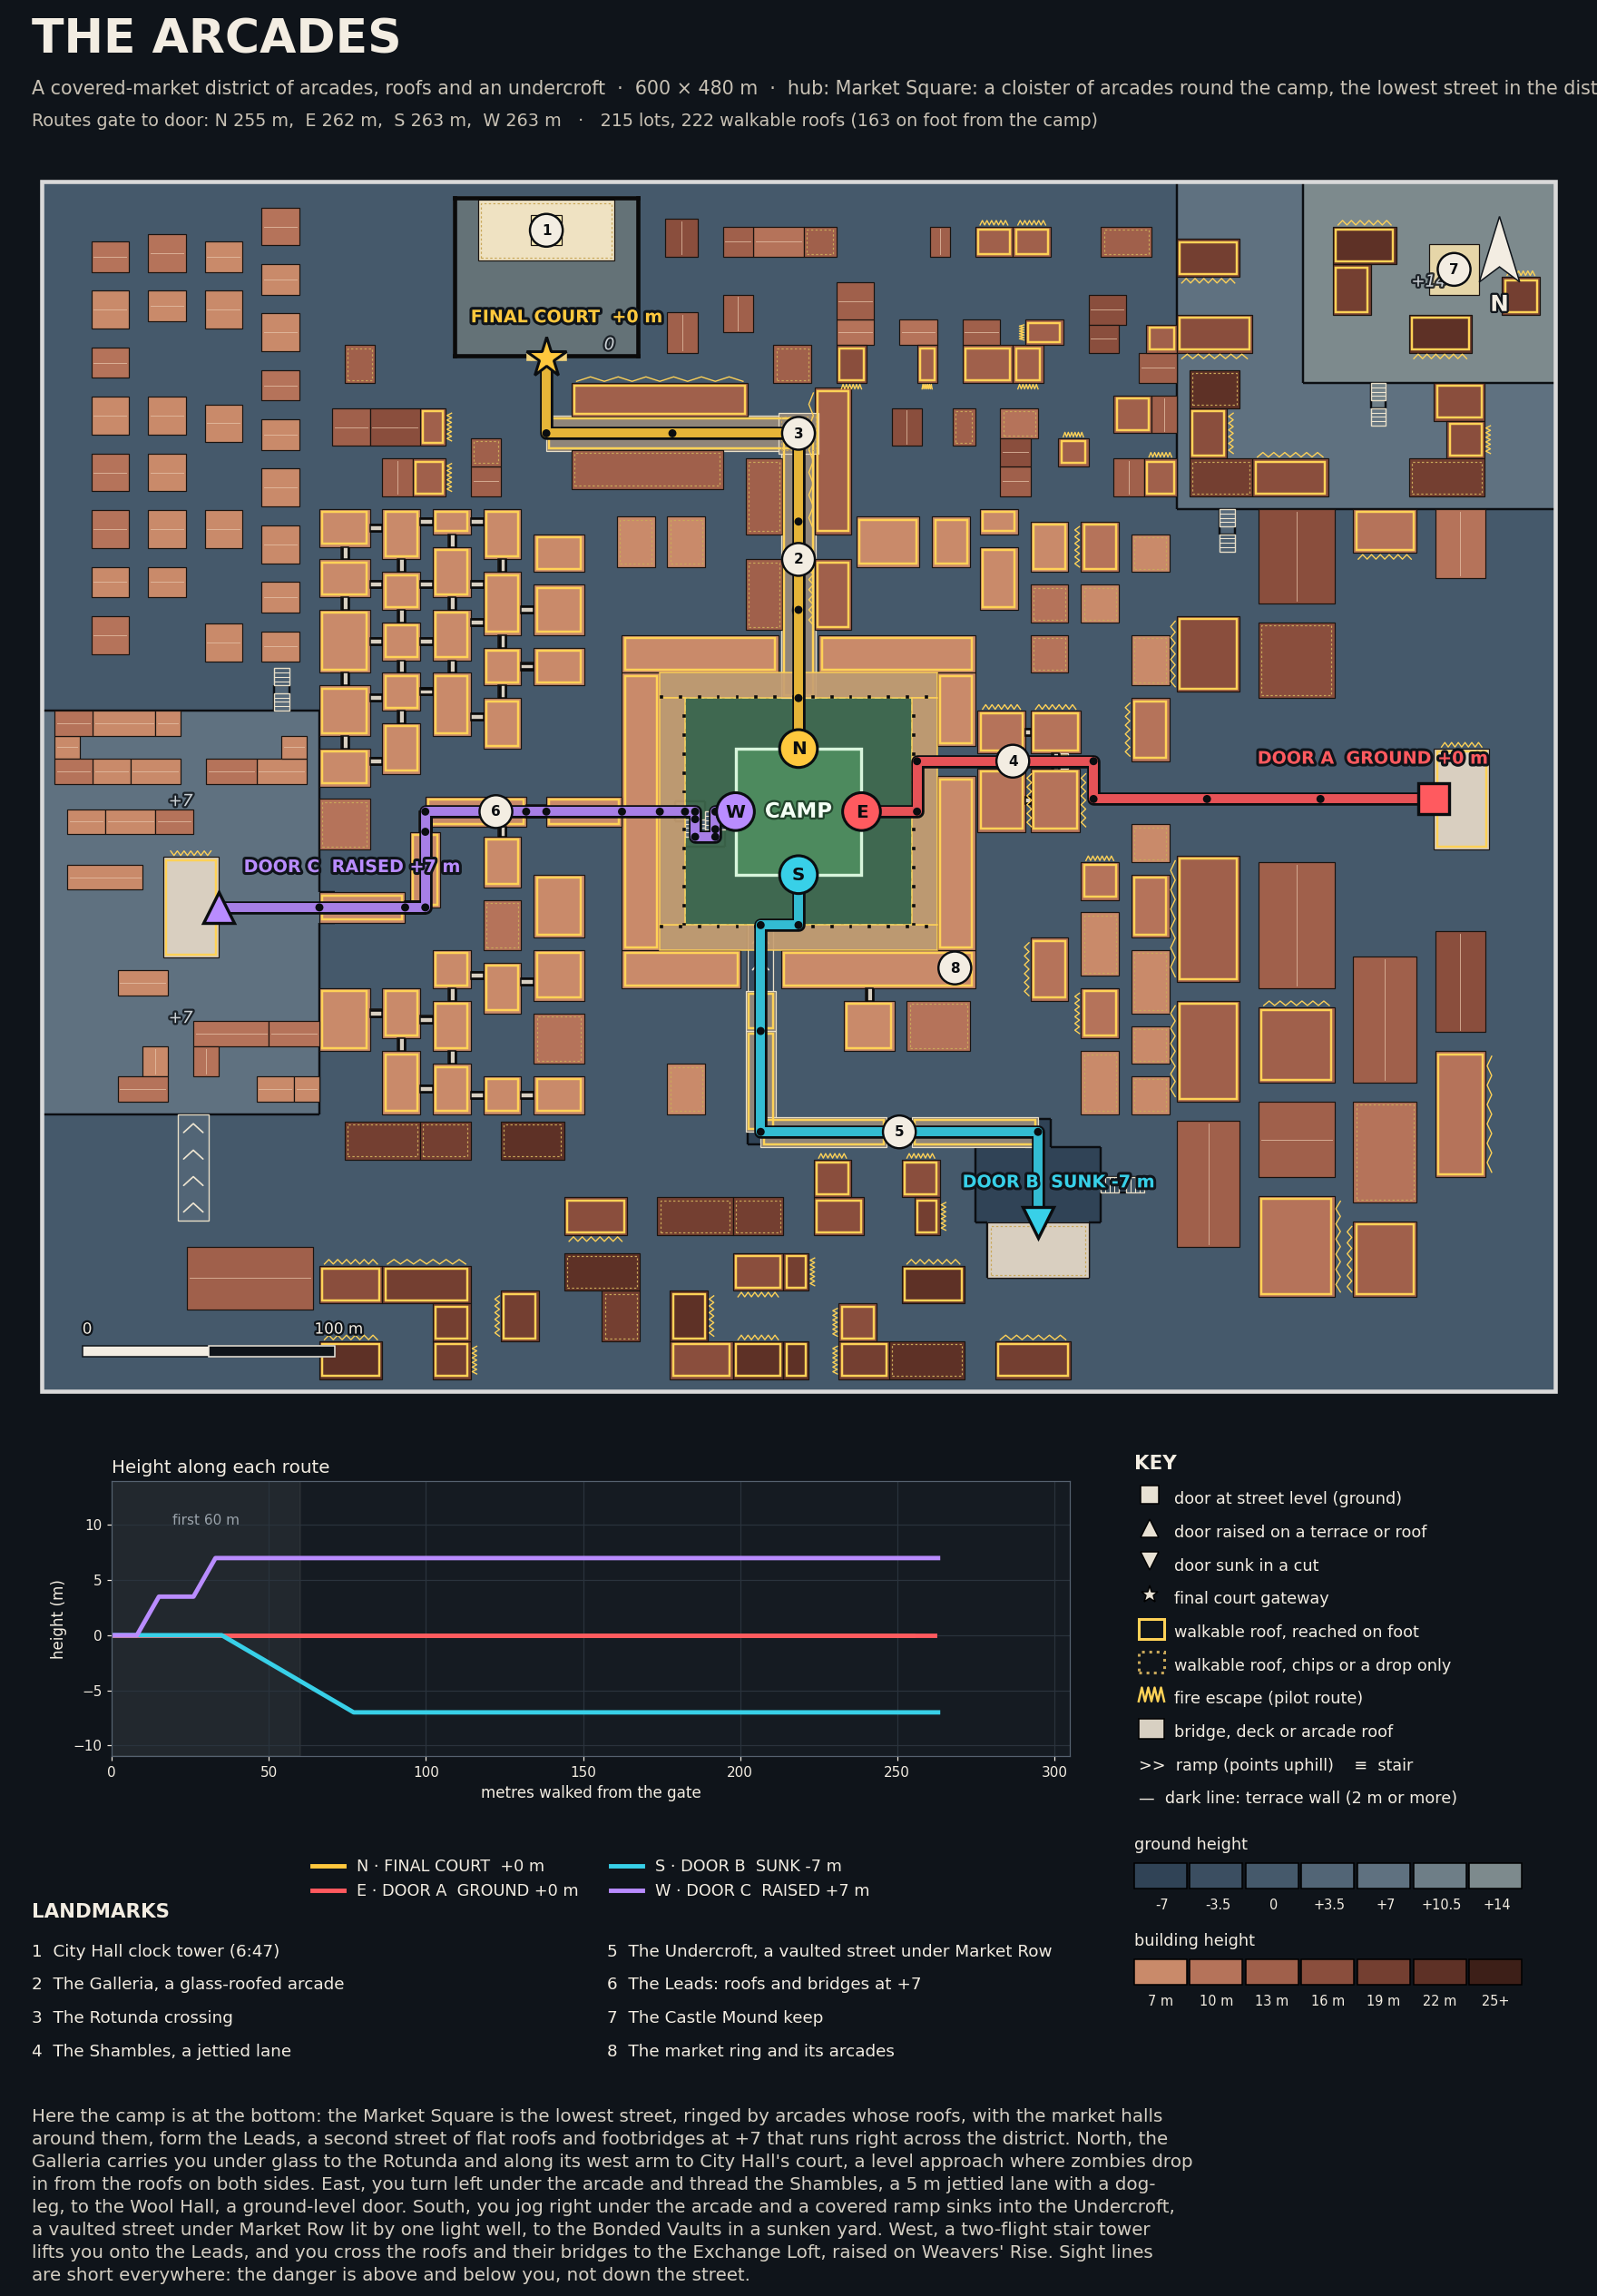 THE ARCADES
A covered-market district of arcades, roofs and an undercroft · 600 × 480 m · hub: Market Square: a cloister of arcades round the camp, the lowest street in the dist
Routes gate to door: N 255 m, E 262 m, S 263 m, W 263 m · 215 lots, 222 walkable roofs (163 on foot from the camp)
1
7
+14
N
FINAL COURT +0 m
0
3
2
N
4
DOOR A GROUND +0 m
+7
6
W
CAMP
E
DOOR C RAISED +7 m
S
8
+7
5
DOOR B SUNK -7 m
0
100 m
Height along each route
first 60 m
10
5
0
−5
−10
height (m)
0 50 100 150 200 250 300
metres walked from the gate
N · FINAL COURT +0 m
E · DOOR A GROUND +0 m
S · DOOR B SUNK -7 m
W · DOOR C RAISED +7 m
KEY
door at street level (ground)
door raised on a terrace or roof
door sunk in a cut
final court gateway
walkable roof, reached on foot
walkable roof, chips or a drop only
fire escape (pilot route)
bridge, deck or arcade roof
>> ramp (points uphill) ≡ stair
— dark line: terrace wall (2 m or more)
ground height
-7 -3.5 0 +3.5 +7 +10.5 +14
building height
7 m 10 m 13 m 16 m 19 m 22 m 25+
LANDMARKS
1 City Hall clock tower (6:47)
2 The Galleria, a glass-roofed arcade
3 The Rotunda crossing
4 The Shambles, a jettied lane
5 The Undercroft, a vaulted street under Market Row
6 The Leads: roofs and bridges at +7
7 The Castle Mound keep
8 The market ring and its arcades
Here the camp is at the bottom: the Market Square is the lowest street, ringed by arcades whose roofs, with the market halls
around them, form the Leads, a second street of flat roofs and footbridges at +7 that runs right across the district. North, the
Galleria carries you under glass to the Rotunda and along its west arm to City Hall's court, a level approach where zombies drop
in from the roofs on both sides. East, you turn left under the arcade and thread the Shambles, a 5 m jettied lane with a dog-
leg, to the Wool Hall, a ground-level door. South, you jog right under the arcade and a covered ramp sinks into the Undercroft,
a vaulted street under Market Row lit by one light well, to the Bonded Vaults in a sunken yard. West, a two-flight stair tower
lifts you onto the Leads, and you cross the roofs and their bridges to the Exchange Loft, raised on Weavers' Rise. Sight lines
are short everywhere: the danger is above and below you, not down the street.